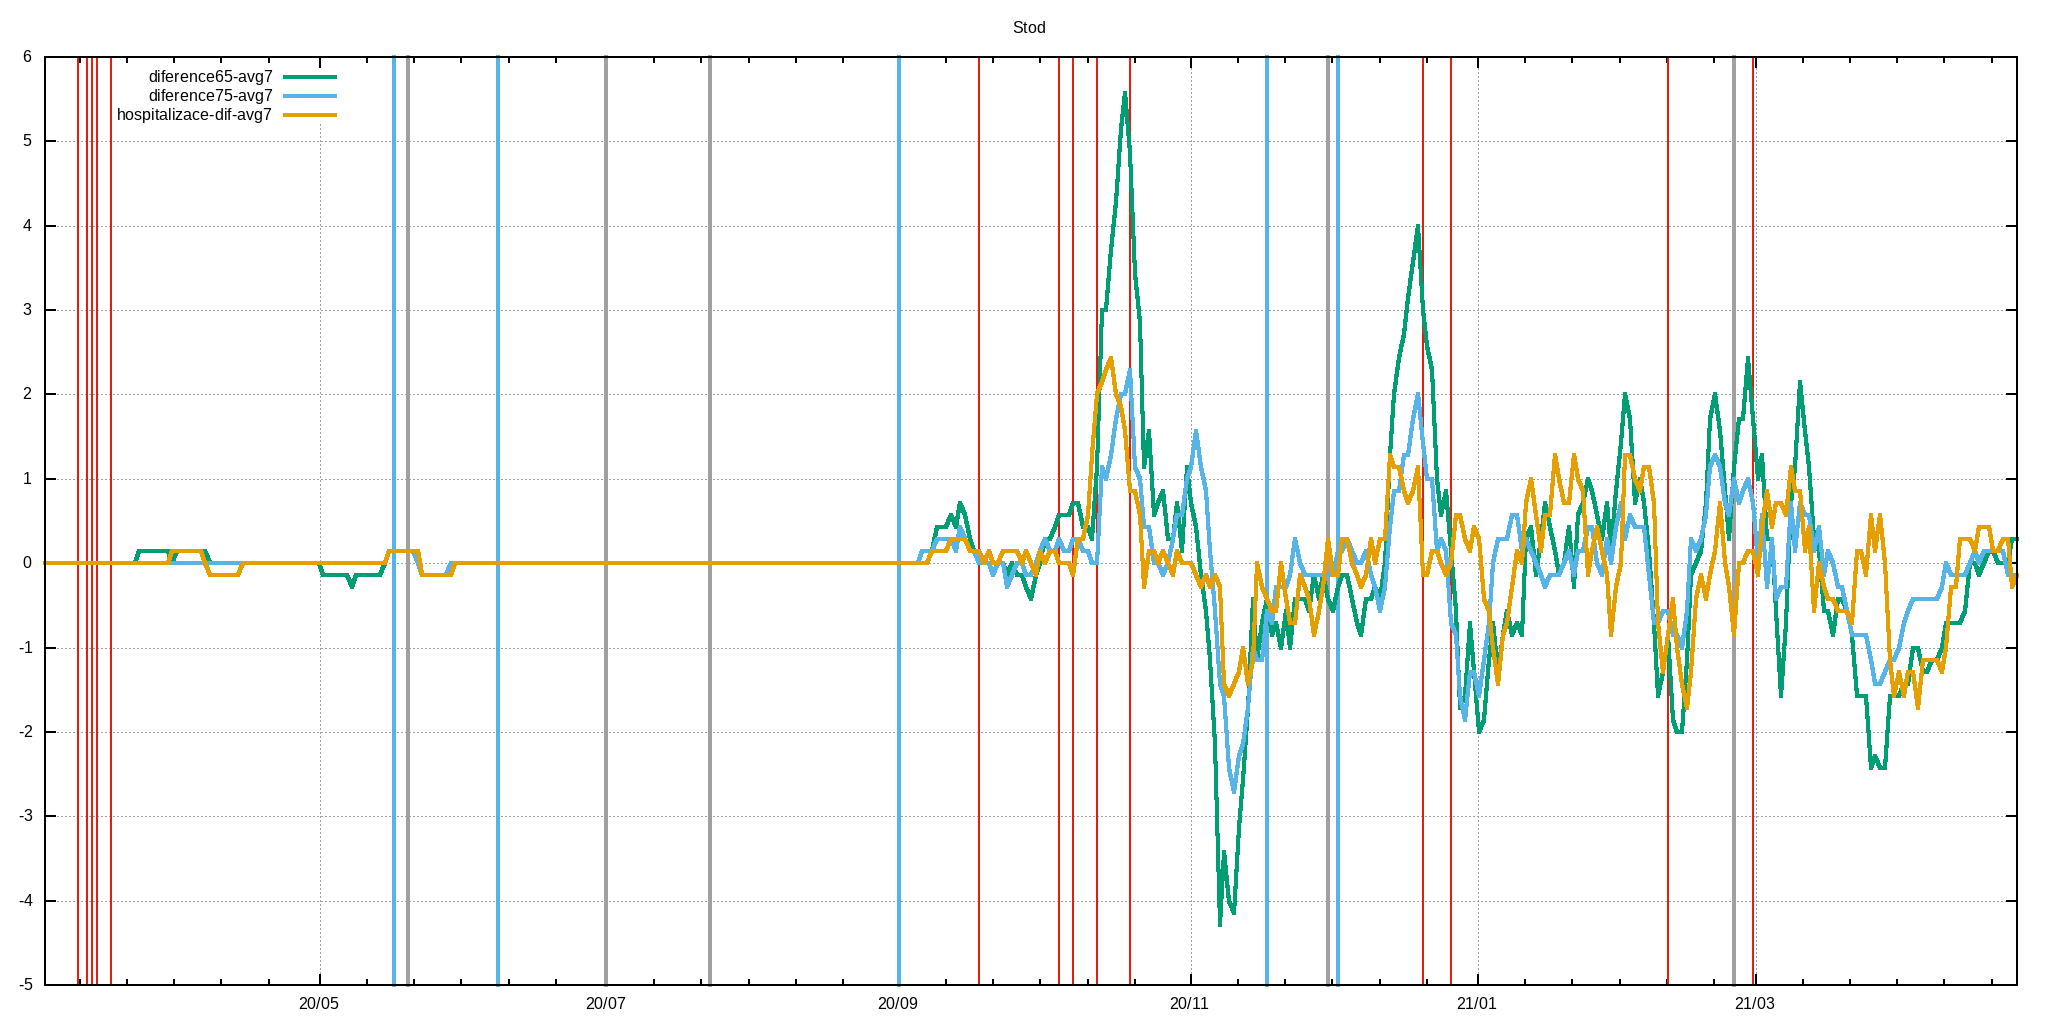 Stod
6
diference65-avg7
diference75-avg7
hospitalizace-dif-avg7
5
4
3
2
1
0
-1
-2
-3
-4
-5
20/05 20/07 20/09 20/11 21/01 21/03